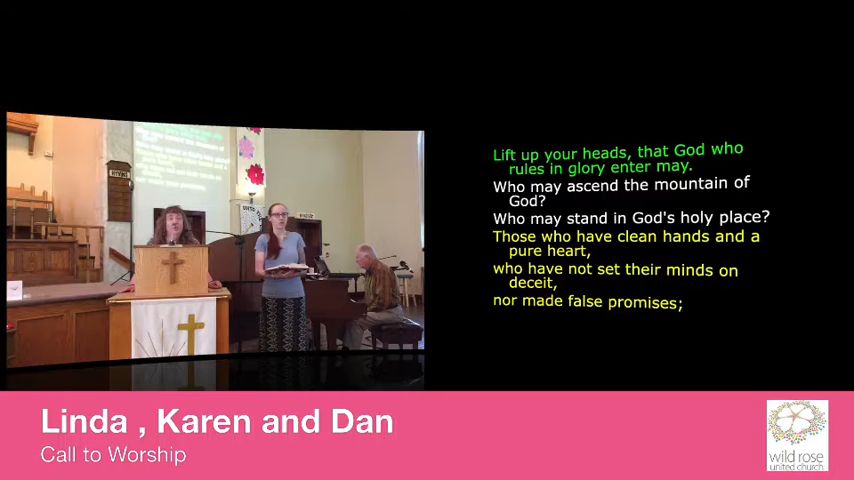 Lift up your heads, that God who
rules in glory enter may.
Who may ascend the mountain of
God?
Who may stand in God's holy place?
Those who have clean hands and a
pure heart,
who have not set their minds on
deceit,
nor made false promises;
Linda , Karen and Dan
Call to Worship
wild rose
united church